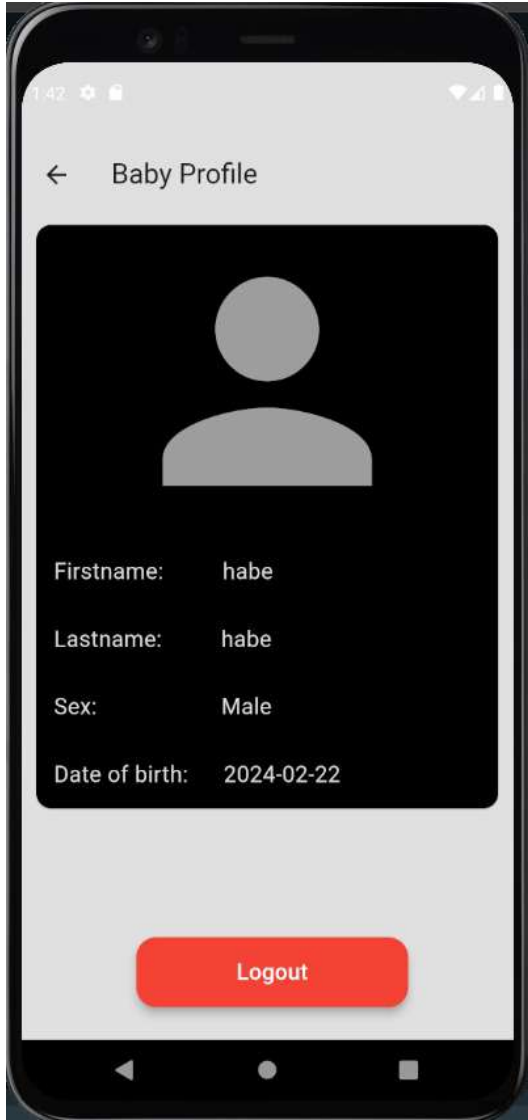 1:42
Baby Profile
Firstname: habe
Lastname: habe
Sex: Male
Date of birth: 2024-02-22
Logout